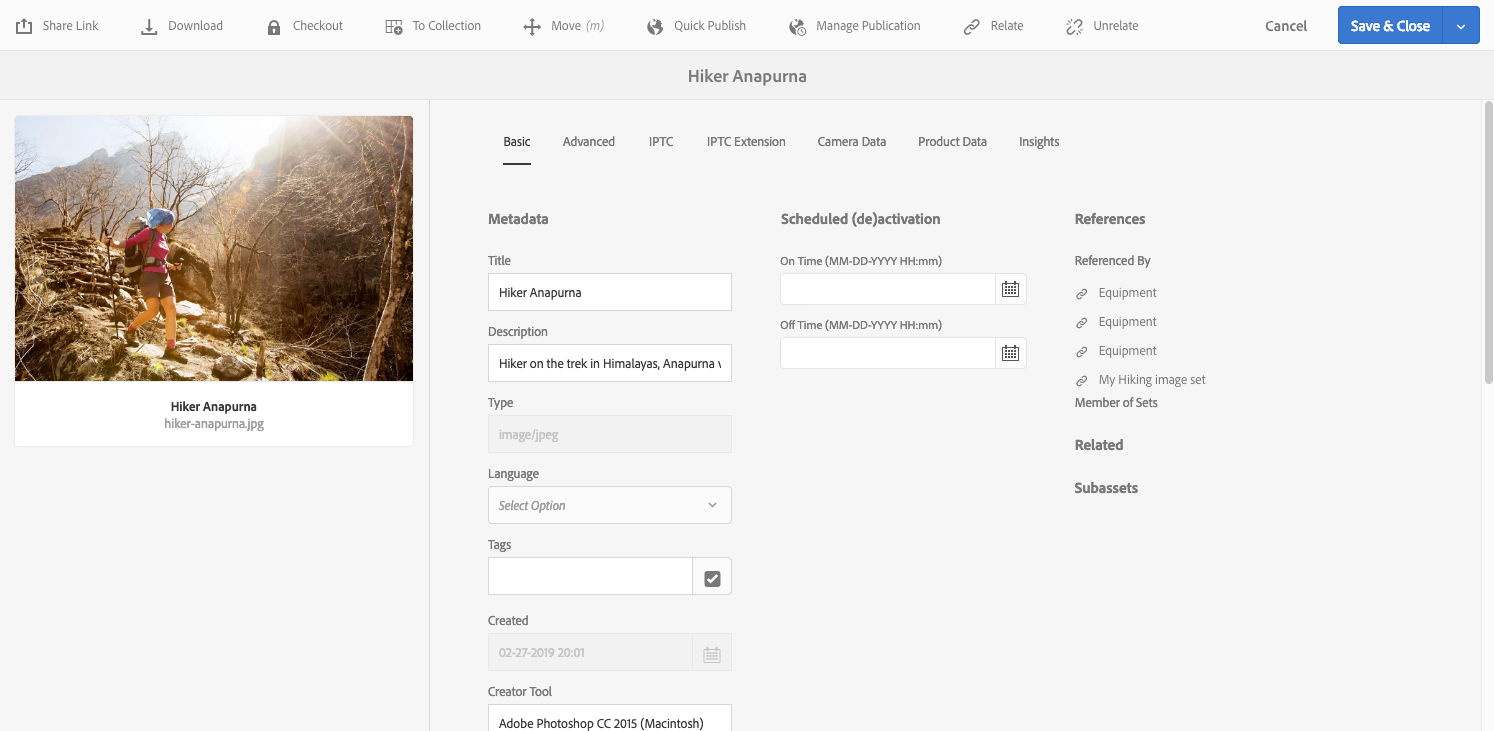 Share Link Download Checkout To Collection Move (m) Quick Publish Manage Publication Relate Unrelate Cancel Save & Close
Hiker Anapurna
Hiker Anapurna
hiker-anapurna.jpg
Basic Advanced IPTC IPTC Extension Camera Data Product Data Insights
Metadata
Title
Hiker Anapurna
Description
Hiker on the trek in Himalayas, Anapurna
Type
image/jpeg
Language
Select Option
Tags
Created
02-27-2019 20:01
Creator Tool
Adobe Photoshop CC 2015 (Macintosh)
Scheduled (de)activation
On Time (MM-DD-YYYY HH:mm)
Off Time (MM-DD-YYYY HH:mm)
References
Referenced By
Equipment
Equipment
Equipment
My Hiking image set
Member of Sets
Related
Subassets